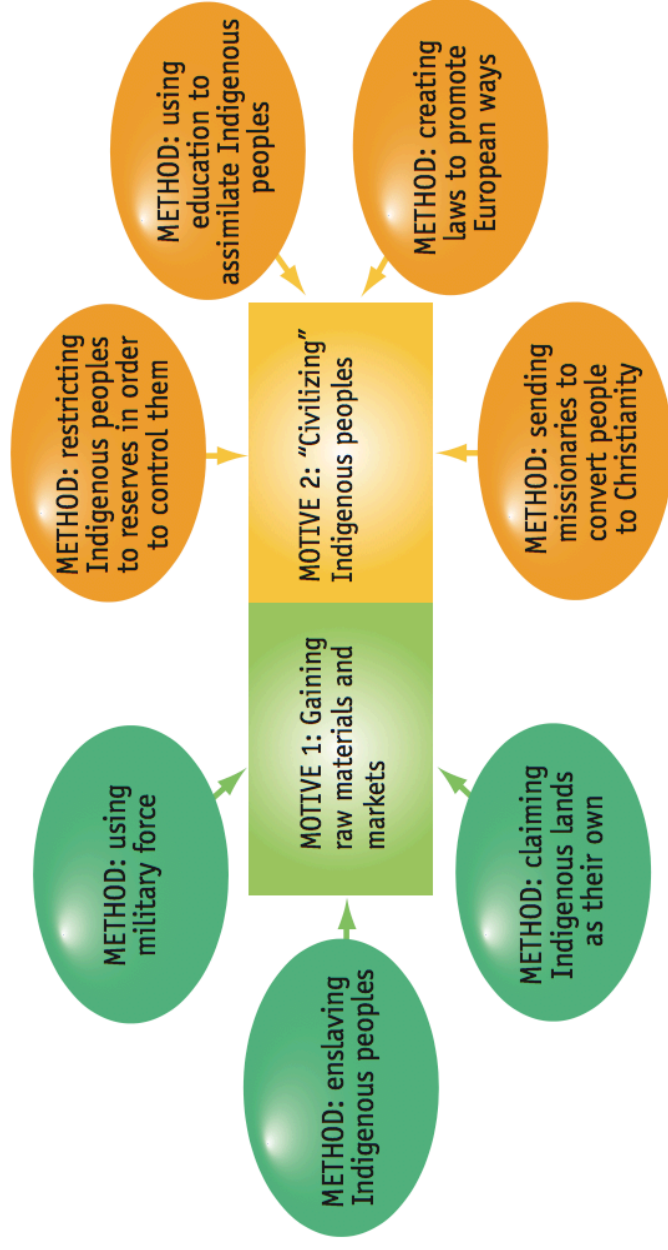 METHOD: using
military force
METHOD: restricting
Indigenous peoples
to reserves in order
to control them
METHOD: using
education to
assimilate Indigenous
peoples
METHOD: enslaving
Indigenous peoples
MOTIVE 1: Gaining
raw materials and
markets
MOTIVE 2: “Civilizing”
Indigenous peoples
METHOD: claiming
Indigenous lands
as their own
METHOD: sending
missionaries to
convert people
to Christianity
METHOD: creating
laws to promote
European ways